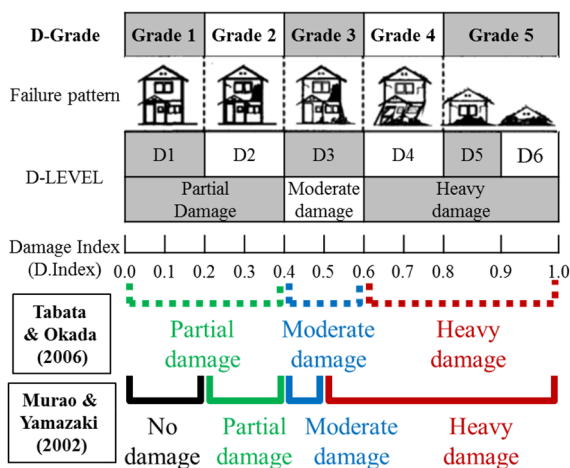 D-Grade Grade 1 Grade 2 Grade 3 Grade 4 Grade 5
Failure pattern
D-LEVEL D1 D2 D3 D4 D5 D6
Partial Damage Moderate damage Heavy damage
Damage Index
(D.Index) 0.0 0.1 0.2 0.3 0.4 0.5 0.6 0.7 0.8 0.9 1.0
Tabata
& Okada
(2006)
Partial damage Moderate damage Heavy damage
Murao &
Yamazaki
(2002)
No damage Partial damage Moderate damage Heavy damage